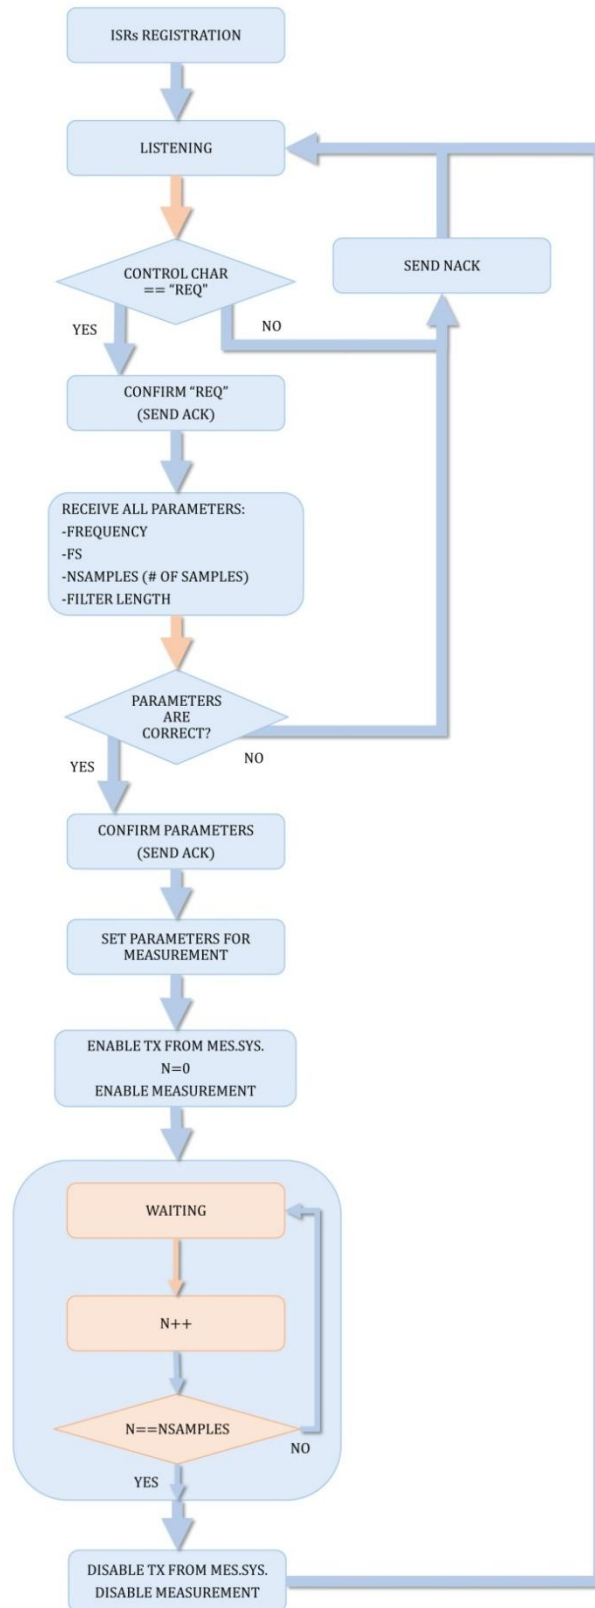 ISRs REGISTRATION
LISTENING
CONTROL CHAR
== “REQ”
SEND NACK
YES
NO
CONFIRM “REQ”
(SEND ACK)
RECEIVE ALL PARAMETERS:
-FREQUENCY
-FS
-NSAMPLES (# OF SAMPLES)
-FILTER LENGTH
PARAMETERS
ARE
CORRECT?
YES
NO
CONFIRM PARAMETERS
(SEND ACK)
SET PARAMETERS FOR
MEASUREMENT
ENABLE TX FROM MES.SYS.
N=0
ENABLE MEASUREMENT
WAITING
N++
N==NSAMPLES
NO
YES
DISABLE TX FROM MES.SYS.
DISABLE MEASUREMENT